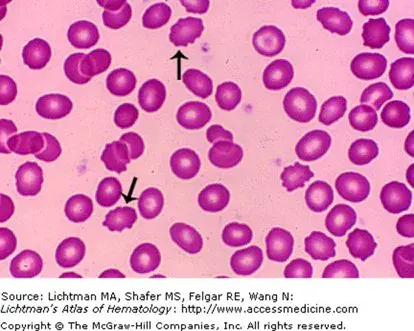 Source: Lichtman MA, Shafer MS, Felgar RE, Wang N:
Lichtman's Atlas of Hematology: http://www.accessmedicine.com
Copyright © The McGraw-Hill Companies, Inc. All rights reserved.